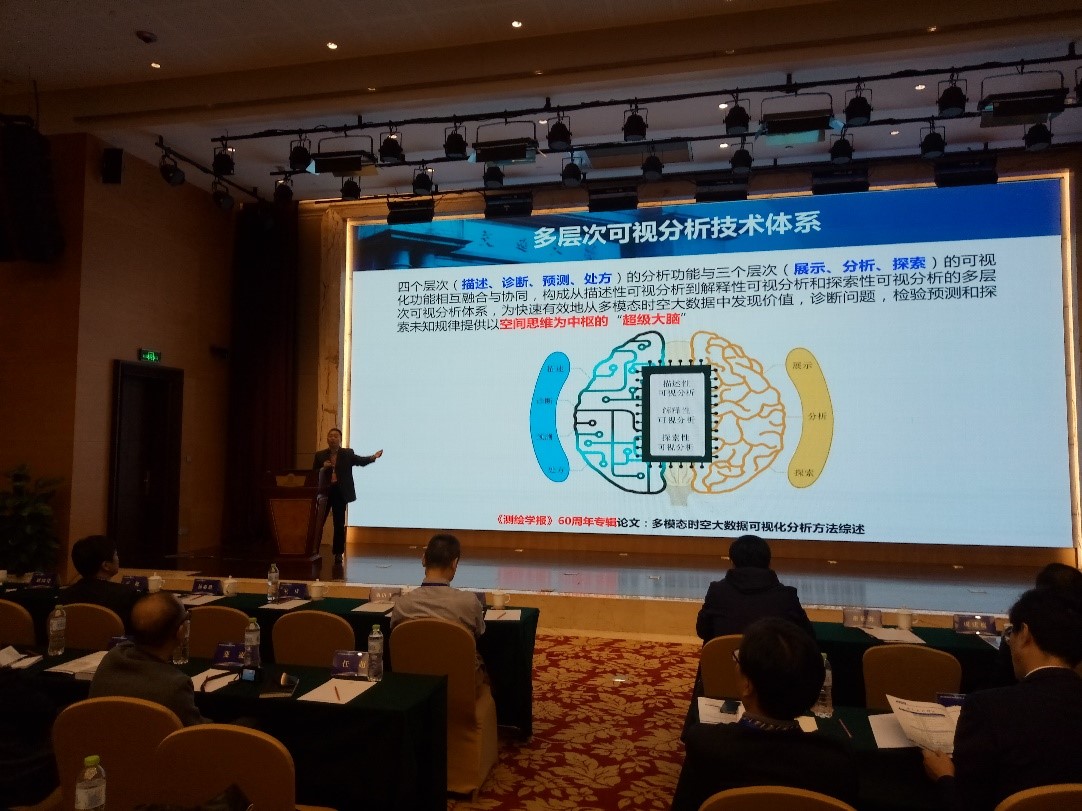 多层次可视分析技术体系
四个层次（描述、诊断、预测、处方）的分析功能与三个层次（展示、分析、探索）的可视
化功能相互融合与协同，构成从描述性可视分析到解释性可视分析和探索性可视分析的多层
次可视分析体系，为快速有效地从多模态时空大数据中发现价值，诊断问题，检验预测和探
索未知规律提供以空间思维为中枢的“超级大脑”
描述
诊断
预测
处方
描述性
可视分析
解释性
可视分析
探索性
可视分析
展示
分析
探索
《测绘学报》60周年专辑论文：多模态时空大数据可视化分析方法综述